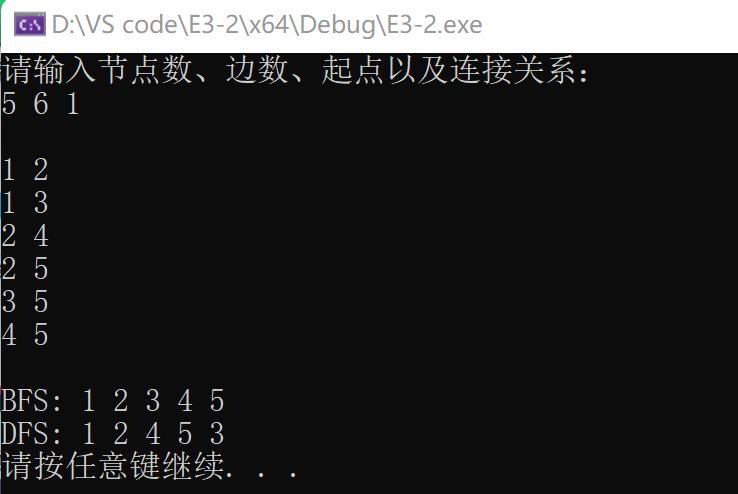 D:\VS code\E3-2\x64\Debug\E3-2.exe
请输入节点数、边数、起点以及连接关系：
5 6 1
1 2
1 3
2 4
2 5
3 5
4 5
BFS: 1 2 3 4 5
DFS: 1 2 4 5 3
请按任意键继续. . .